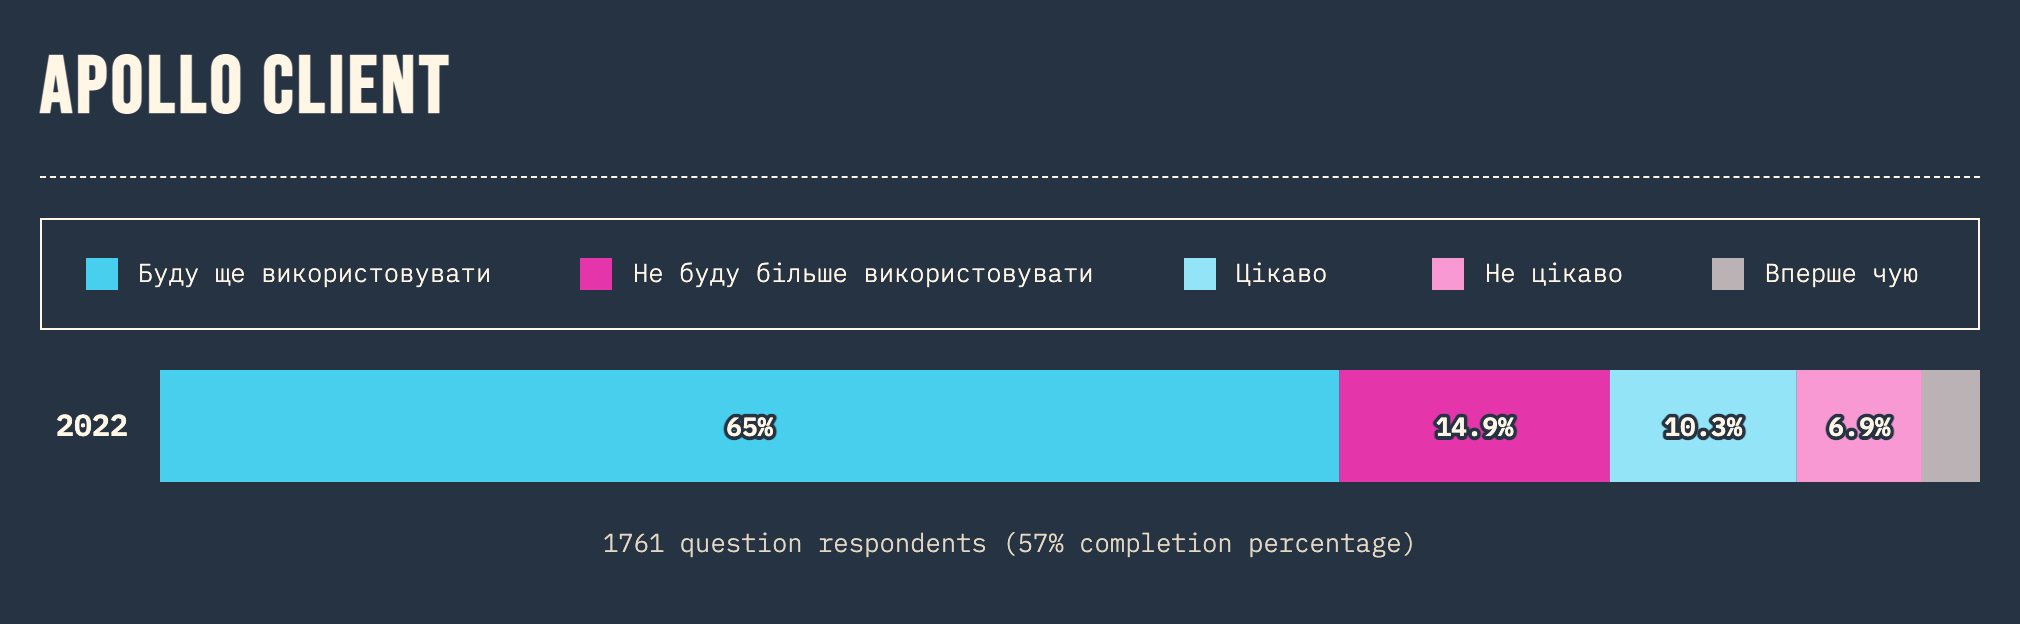 APOLLO CLIENT
Буду ще використовувати Не буду більше використовувати Цікаво Не цікаво Вперше чую
2022 65% 14.9% 10.3% 6.9%
1761 question respondents (57% completion percentage)